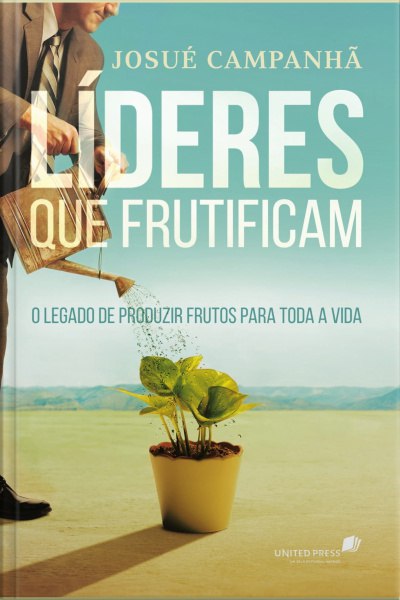 JOSUÉ CAMPANHÃ
LÍDERES
QUE FRUTIFICAM
O LEGADO DE PRODUZIR FRUTOS PARA TODA A VIDA
UNITED PRESS